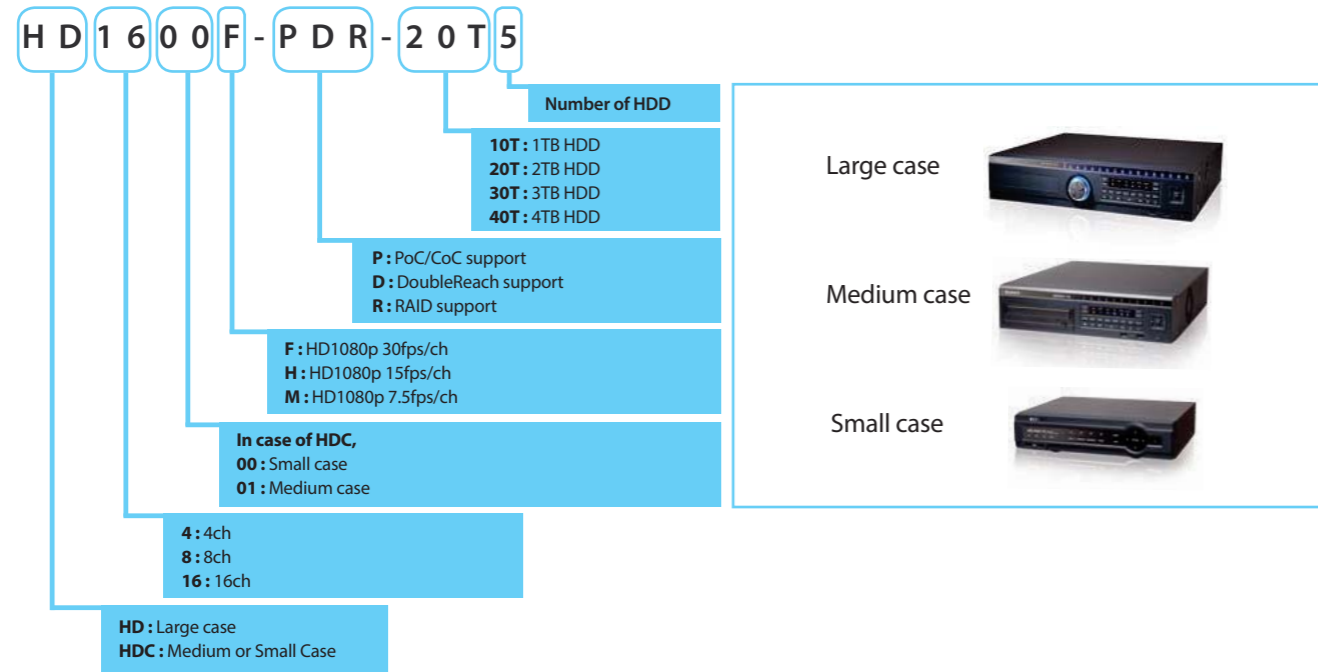 HD1600F-PDR-20T5
Number of HDD
10T : 1TB HDD
20T : 2TB HDD
30T : 3TB HDD
40T : 4TB HDD
P : PoC/CoC support
D : DoubleReach support
R : RAID support
F : HD1080p 30fps/ch
H : HD1080p 15fps/ch
M : HD1080p 7.5fps/ch
In case of HDC,
00 : Small case
01 : Medium case
4 : 4ch
8 : 8ch
16 : 16ch
HD : Large case
HDC : Medium or Small Case
Large case
Medium case
Small case